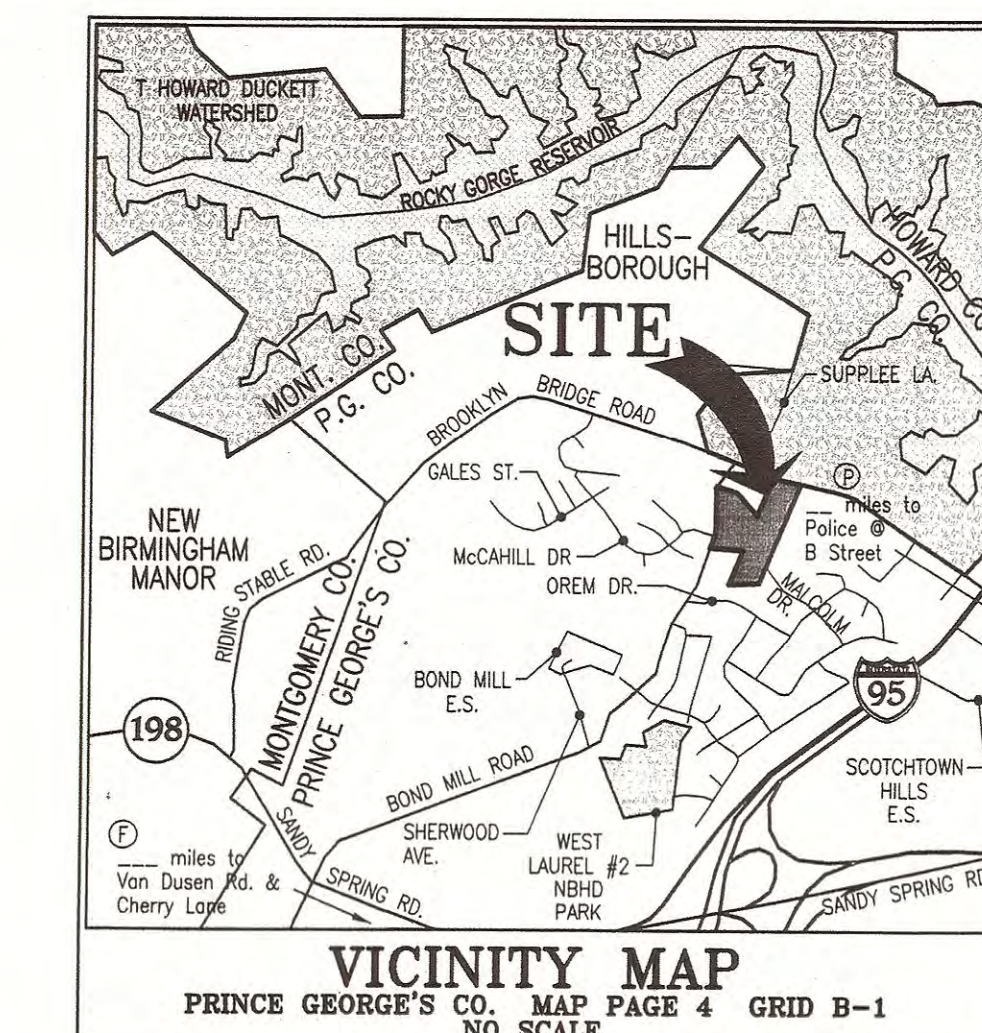 T HOWARD DUCKETT
WATERSHED
ROCKY GORGE RESERVOIR
HILLS-
BOROUGH
HOWARD CO.
P.G. CO.
SITE
MONT. CO.
P.G. CO.
SUPPLEE LA.
BROOKLYN BRIDGE ROAD
GALES ST.
P
__ miles to
Police @
B Street
NEW
BIRMINGHAM
MANOR
McCAHILL DR
OREM DR.
MALCOLM
DR.
RIDING STABLE RD.
MONTGOMERY CO.
PRINCE GEORGE'S CO.
BOND MILL
E.S.
INTERSTATE
95
198
BOND MILL ROAD
SCOTCHTOWN
HILLS
E.S.
SHERWOOD
AVE.
WEST
LAUREL #2
NBHD
PARK
F
___ miles to
Van Dusen Rd. &
Cherry Lane
SANDY SPRING RD.
SANDY SPRING RD
VICINITY MAP
PRINCE GEORGE'S CO. MAP PAGE 4 GRID B-1
NO SCALE